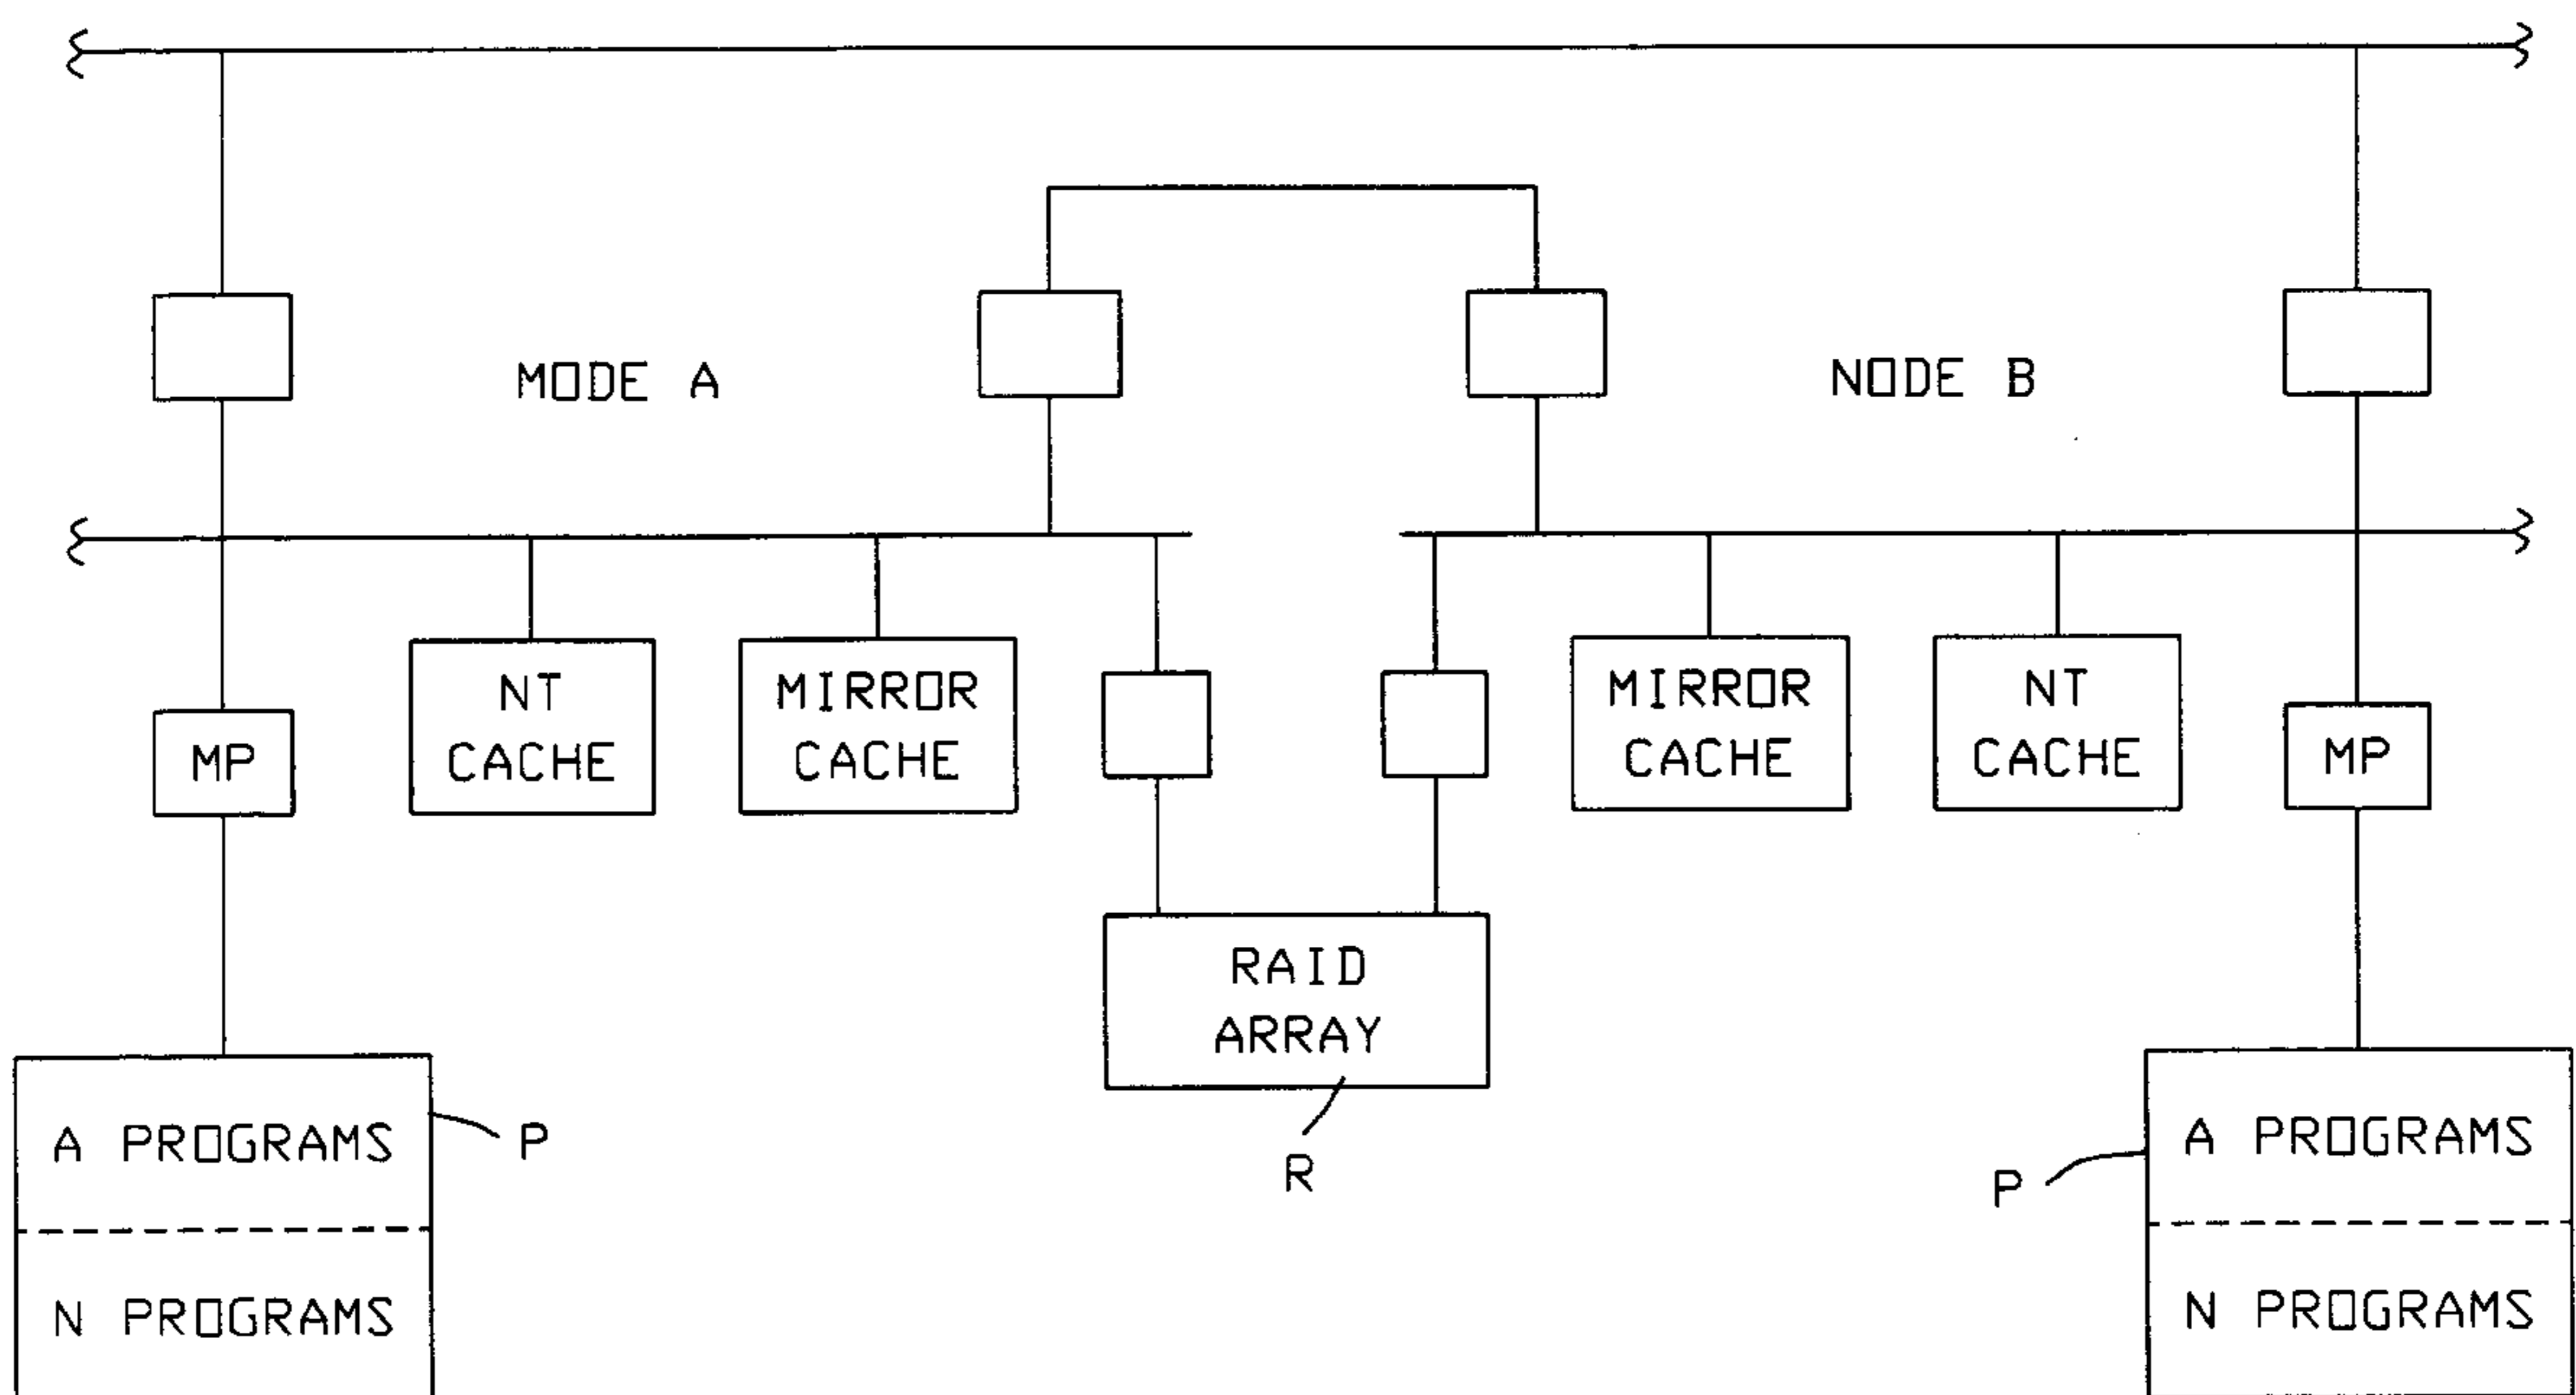 MODE A
NODE B
NT
CACHE
MIRROR
CACHE
MIRROR
CACHE
NT
CACHE
MP
MP
RAID
ARRAY
R
A PROGRAMS
N PROGRAMS
P
P
A PROGRAMS
N PROGRAMS